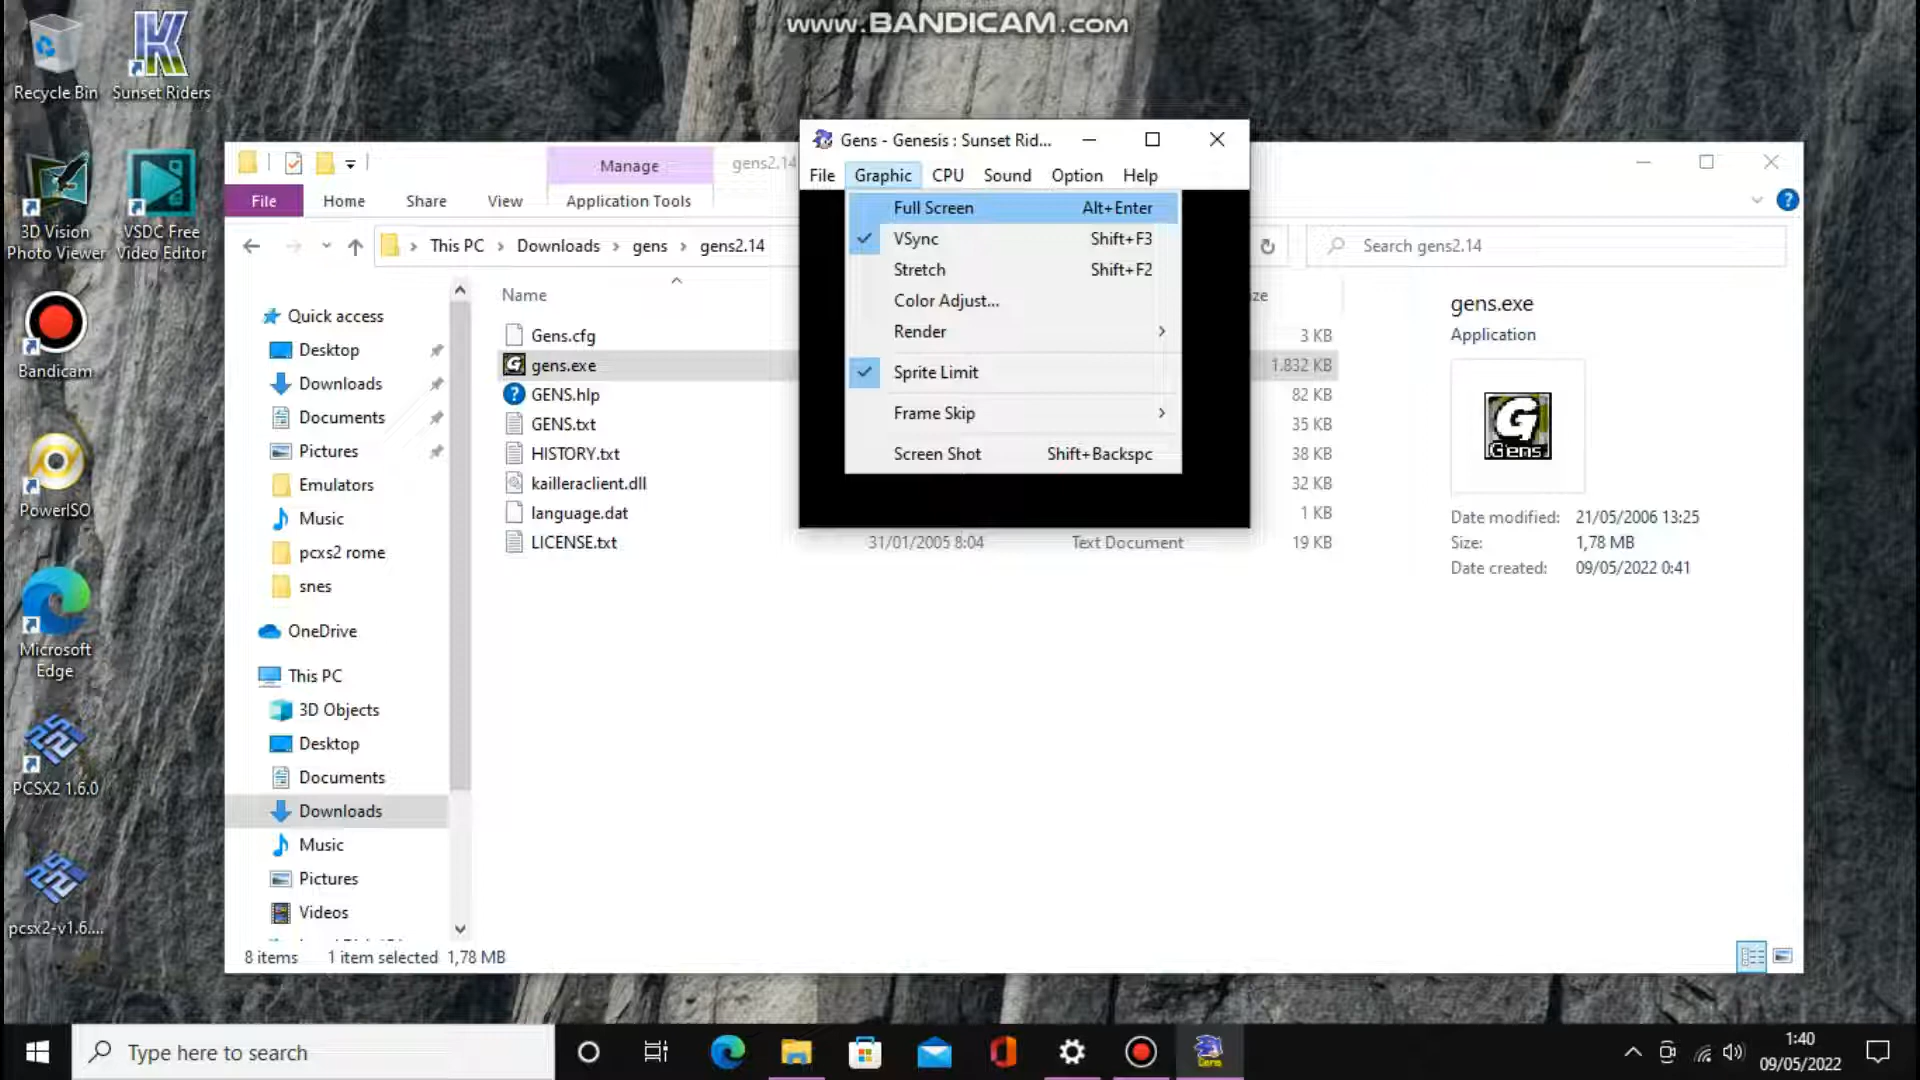 www.BANDICAM.com
Recycle Bin
Sunset Riders
3D Vision
Photo Viewer
VSDC Free
Video Editor
Bandicam
PowerISO
Microsoft
Edge
PCSX2 1.6.0
pcsx2-v1.6....
Manage
gens2.14
File
Home
Share
View
Application Tools
This PC
Downloads
gens
gens2.14
Search gens2.14
Quick access
Desktop
Downloads
Documents
Pictures
Emulators
Music
pcxs2 rome
snes
OneDrive
This PC
3D Objects
Desktop
Documents
Downloads
Music
Pictures
Videos
Name
ze
Gens.cfg
3 KB
gens.exe
1.832 KB
GENS.hlp
82 KB
GENS.txt
35 KB
HISTORY.txt
38 KB
kailleraclient.dll
32 KB
language.dat
1 KB
LICENSE.txt
31/01/2005 8:04
Text Document
19 KB
Gens - Genesis : Sunset Rid...
File
Graphic
CPU
Sound
Option
Help
Full Screen Alt+Enter
VSync Shift+F3
Stretch Shift+F2
Color Adjust...
Render
Sprite Limit
Frame Skip
Screen Shot Shift+Backspc
gens.exe
Application
G
Gens
Date modified: 21/05/2006 13:25
Size: 1,78 MB
Date created: 09/05/2022 0:41
8 items
1 item selected 1,78 MB
Type here to search
Gens
1:40
09/05/2022